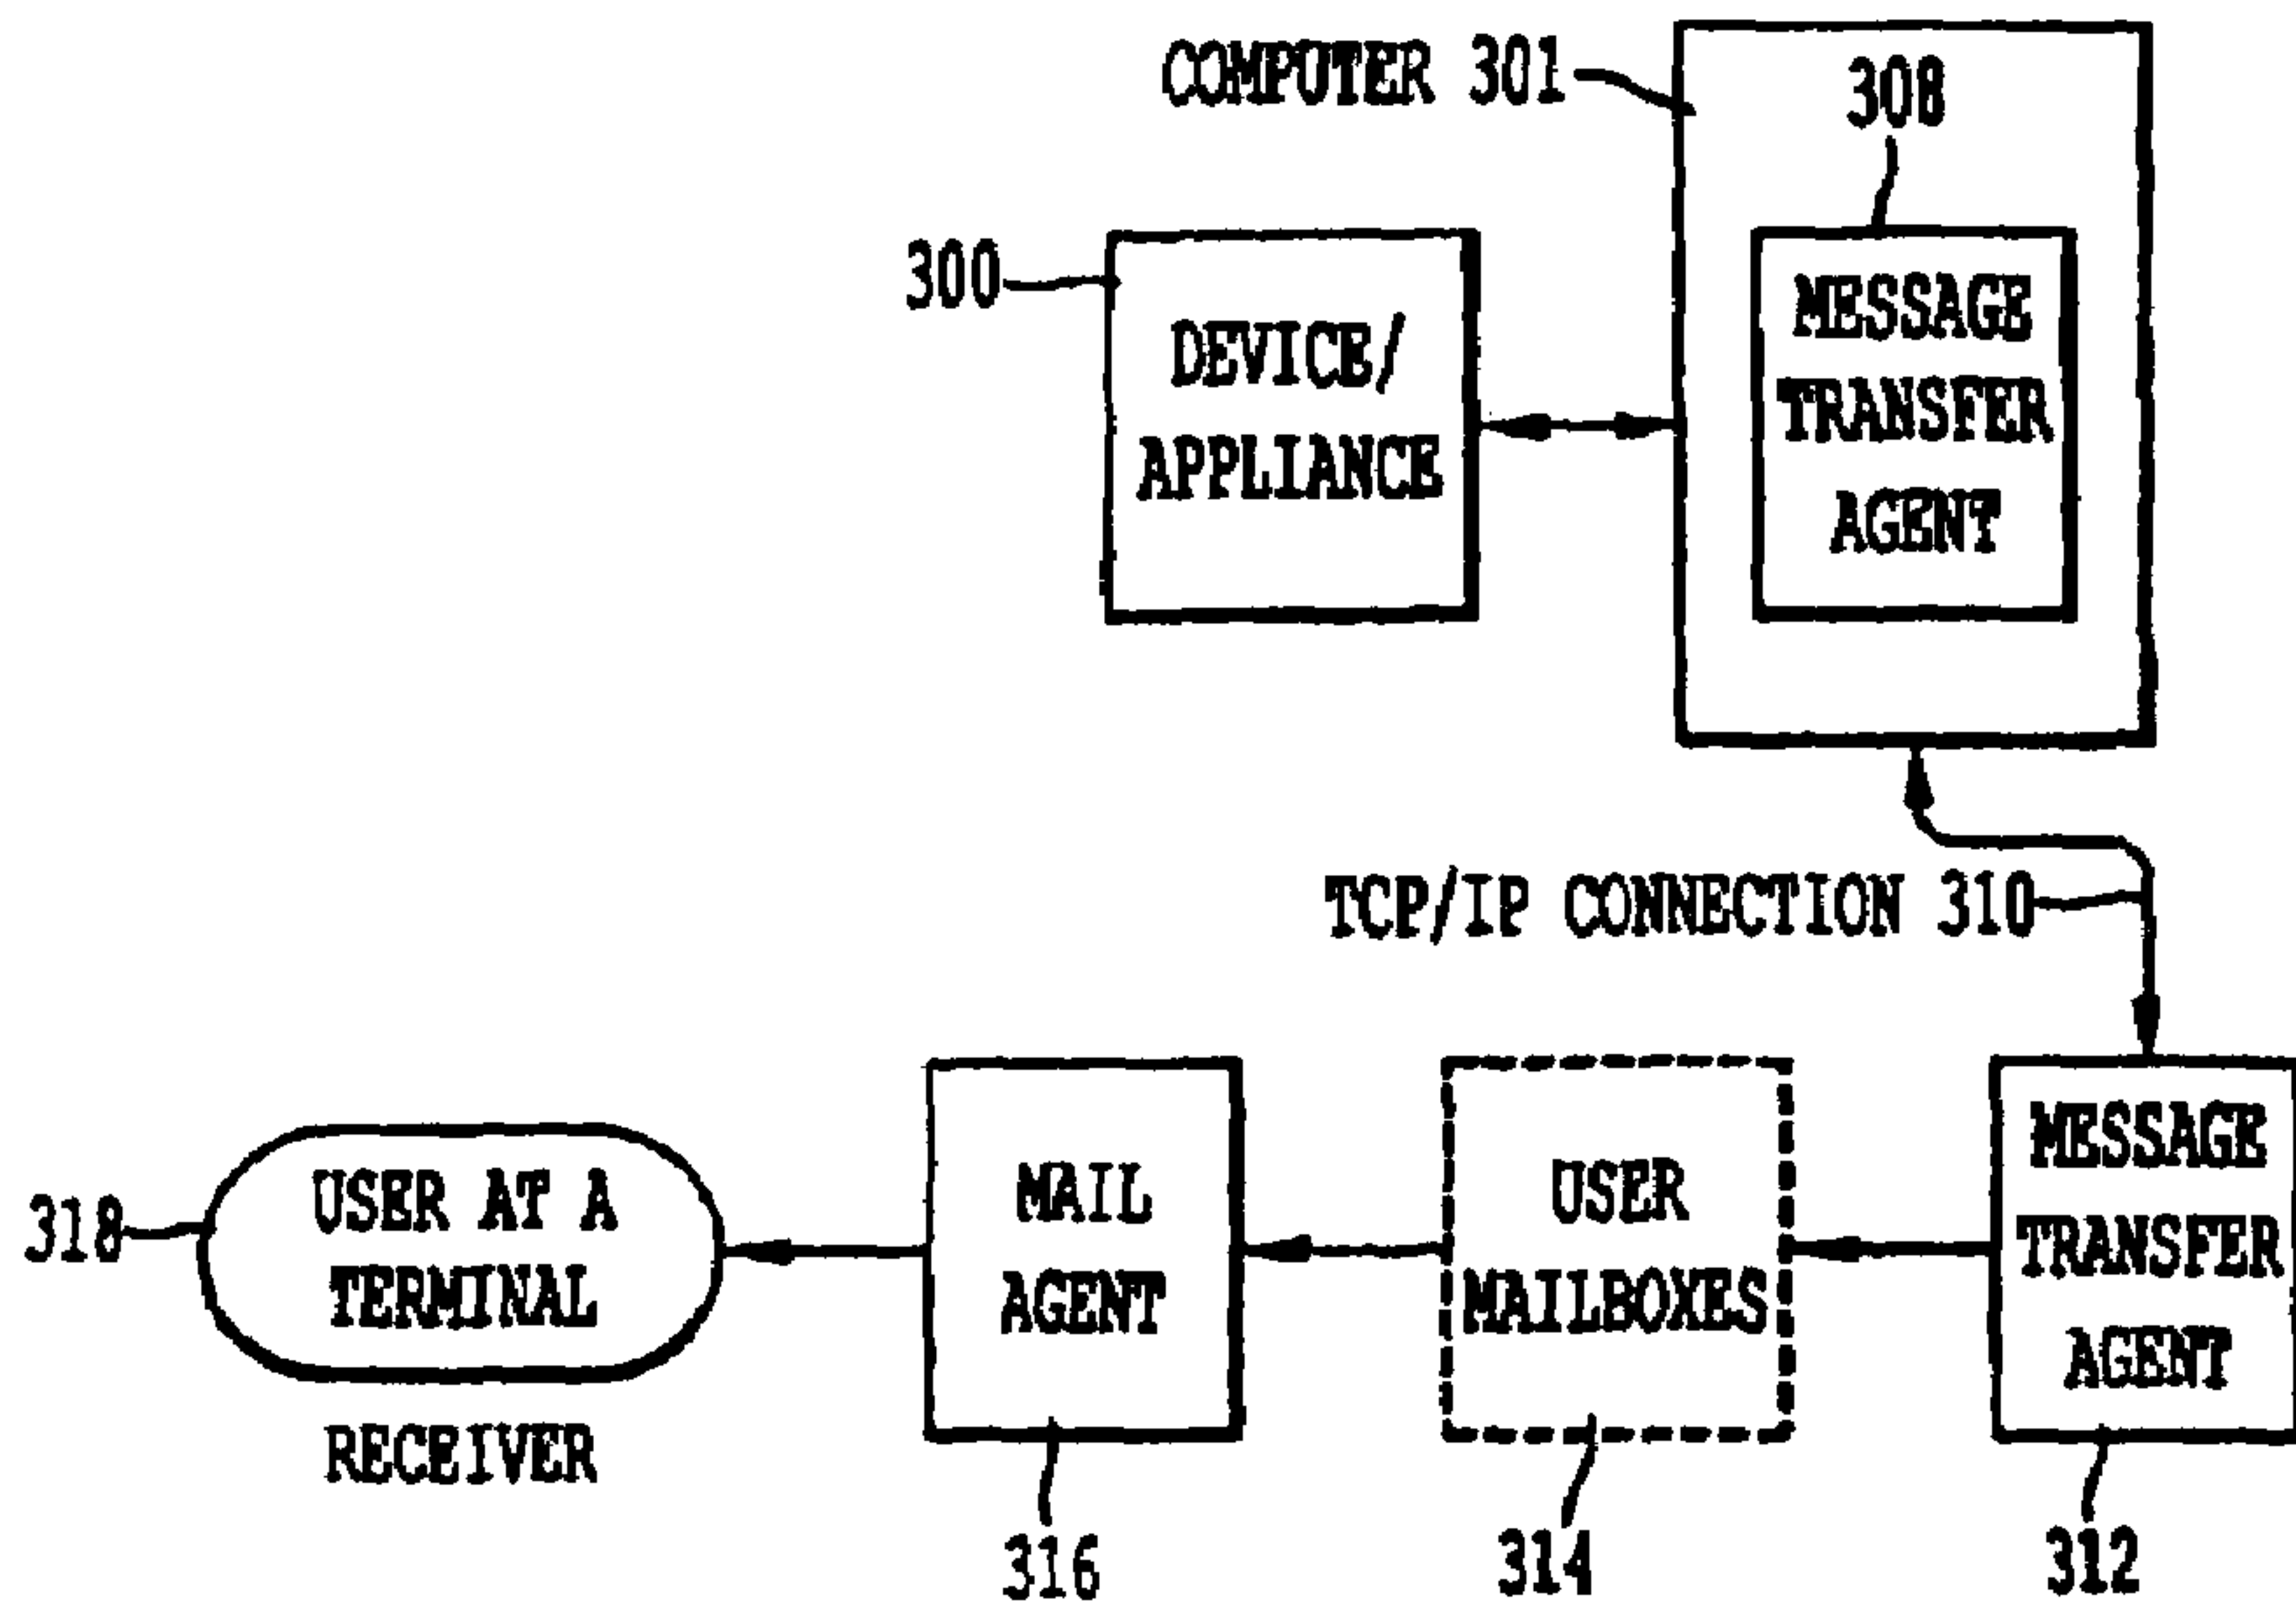 COMPUTER 301
308
300
DEVICE/
APPLIANCE
MESSAGE
TRANSFER
AGENT
TCP/IP CONNECTION 310
318
USER AT A
TERMINAL
RECEIVER
MAIL
AGENT
316
USER
MAILBOXES
314
MESSAGE
TRANSFER
AGENT
312